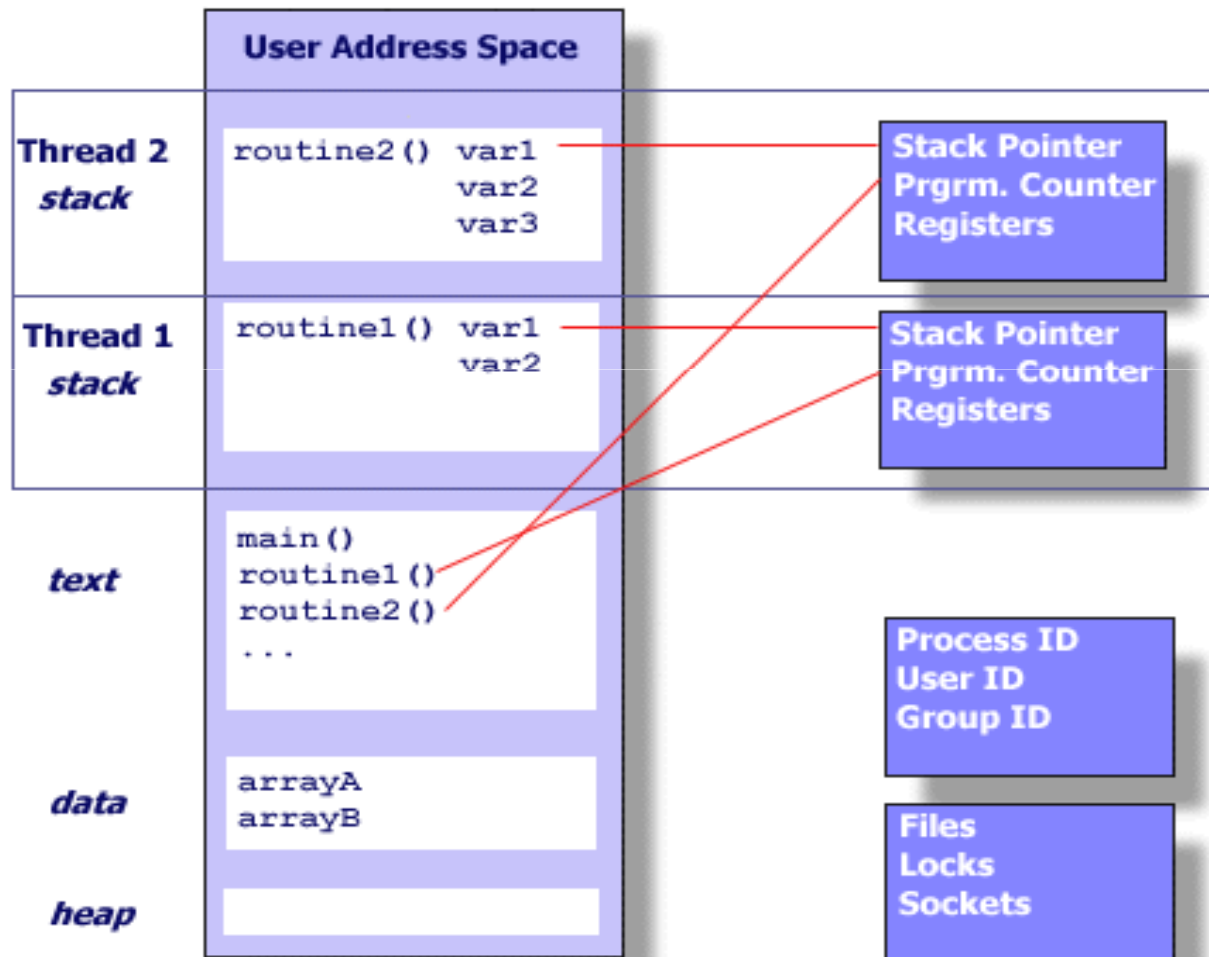 User Address Space
Thread 2
stack
routine2() var1
var2
var3
Stack Pointer
Prgrm. Counter
Registers
Thread 1
stack
routine1() var1
var2
Stack Pointer
Prgrm. Counter
Registers
text
main()
routine1()
routine2()
...
Process ID
User ID
Group ID
data
arrayA
arrayB
Files
Locks
Sockets
heap